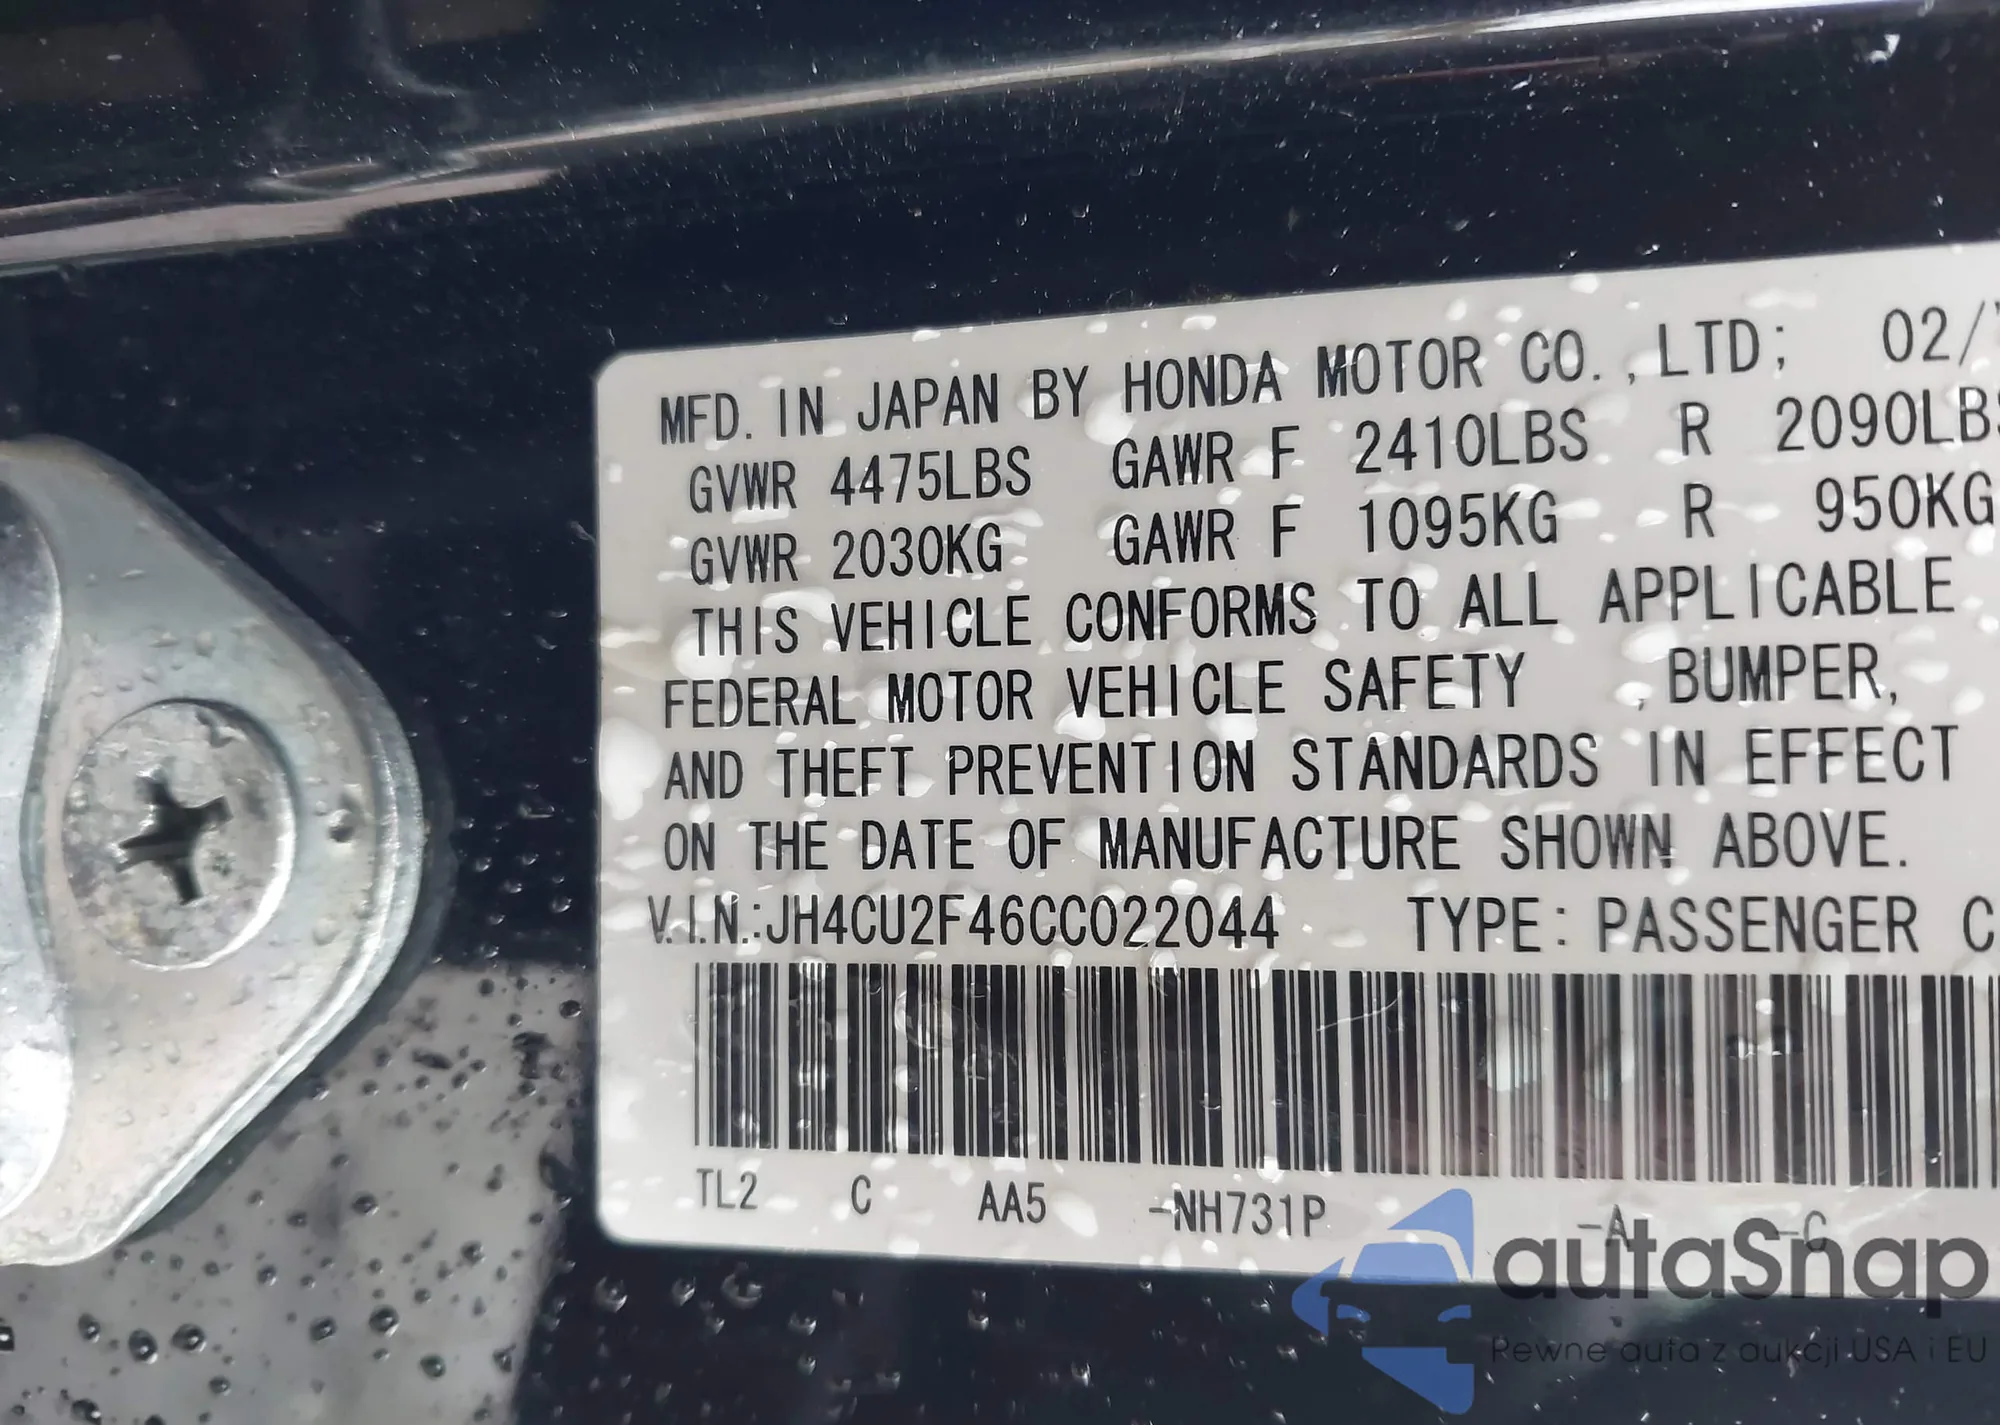 MFD. IN JAPAN BY HONDA MOTOR CO.,LTD; 02/
GVWR 4475LBS GAWR F 2410LBS R 2090LBS
GVWR 2030KG GAWR F 1095KG R 950KG
THIS VEHICLE CONFORMS TO ALL APPLICABLE
FEDERAL MOTOR VEHICLE SAFETY , BUMPER,
AND THEFT PREVENTION STANDARDS IN EFFECT
ON THE DATE OF MANUFACTURE SHOWN ABOVE.
V.I.N.:JH4CU2F46CC022044 TYPE: PASSENGER C
TL2 C AA5 -NH731P -A -C
autaSnap
Pewne auta z aukcji USA i EU